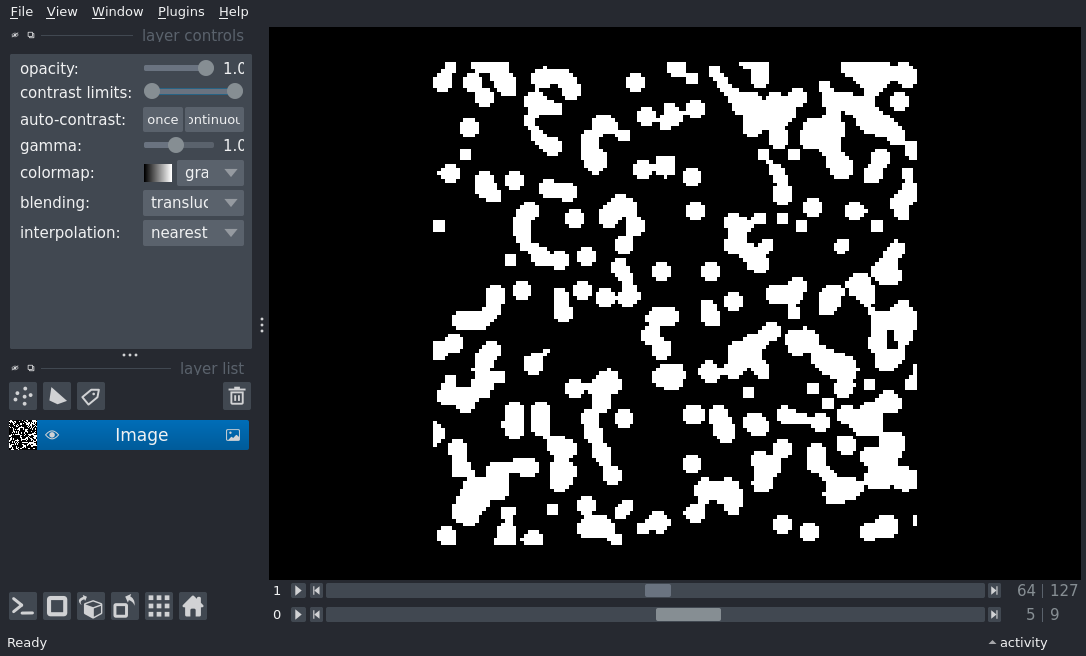 File View Window Plugins Help
layer controls
opacity: 1.0
contrast limits:
auto-contrast: once ontinuou
gamma: 1.0
colormap: gra
blending: transluc
interpolation: nearest
layer list
Image
1 64 127
0 5 9
Ready activity